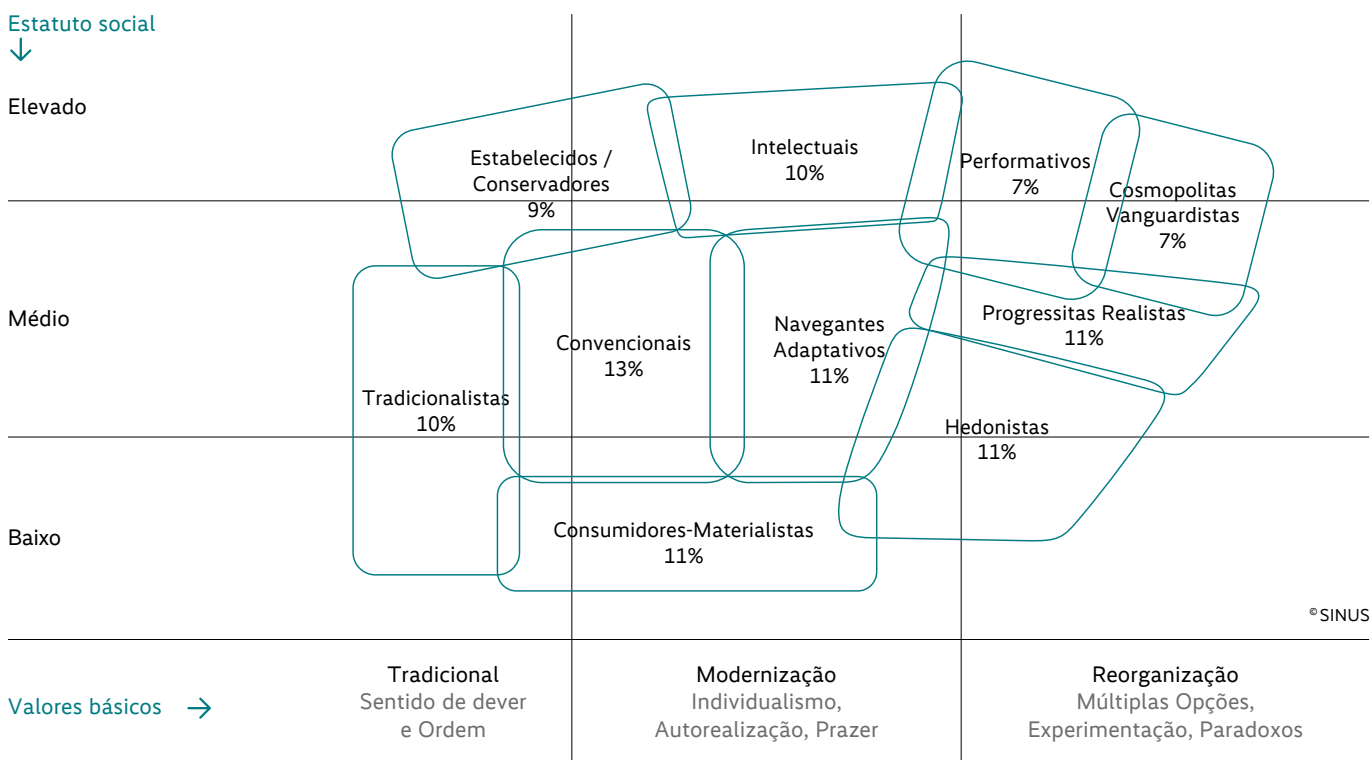 Estatuto social
↓
Elevado
Estabelecidos /
Conservadores
9%
Intelectuais
10%
Performativos
7%
Cosmopolitas
Vanguardistas
7%
Médio
Tradicionalistas
10%
Convencionais
13%
Navegantes
Adaptativos
11%
Progressitas Realistas
11%
Hedonistas
11%
Baixo
Consumidores-Materialistas
11%
© SINUS
Valores básicos →
Tradicional
Sentido de dever
e Ordem
Modernização
Individualismo,
Autorealização, Prazer
Reorganização
Múltiplas Opções,
Experimentação, Paradoxos